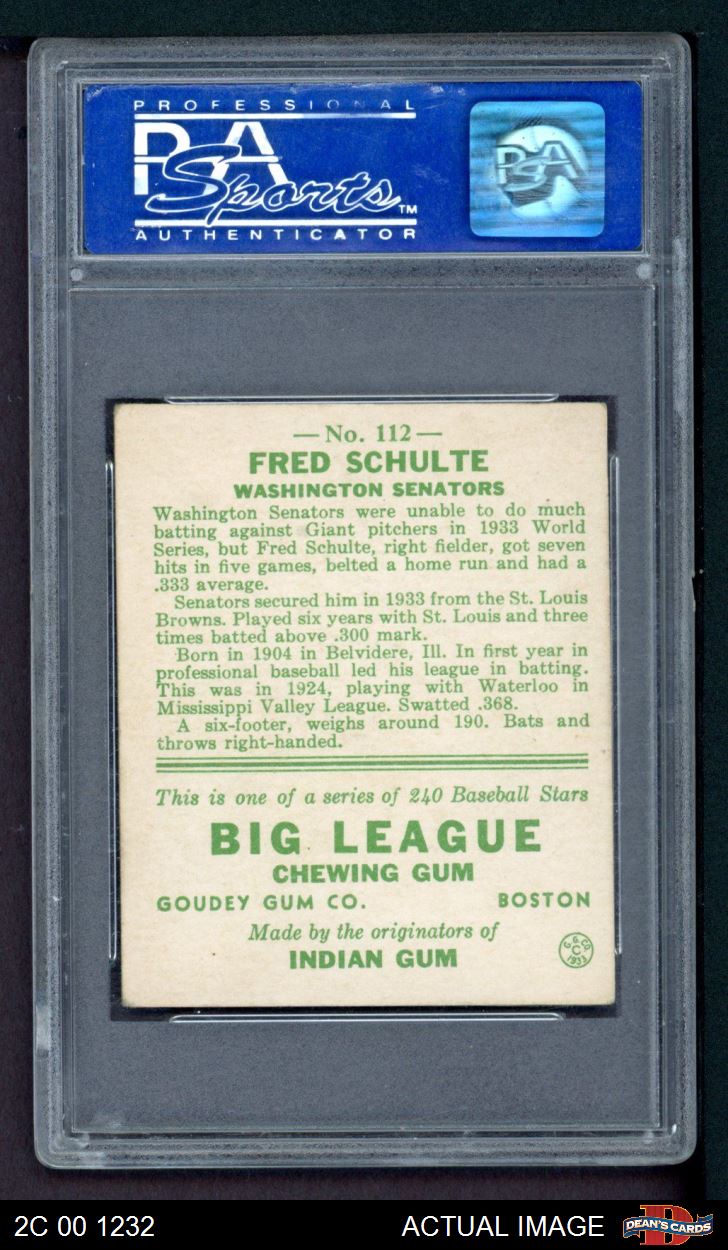 PROFESSIONAL
PSA
Sports™
AUTHENTICATOR
PSA
— No. 112 —
FRED SCHULTE
WASHINGTON SENATORS
Washington Senators were unable to do much
batting against Giant pitchers in 1933 World
Series, but Fred Schulte, right fielder, got seven
hits in five games, belted a home run and had a
.333 average.
Senators secured him in 1933 from the St. Louis
Browns. Played six years with St. Louis and three
times batted above .300 mark.
Born in 1904 in Belvidere, Ill. In first year in
professional baseball led his league in batting.
This was in 1924, playing with Waterloo in
Mississippi Valley League. Swatted .368.
A six-footer, weighs around 190. Bats and
throws right-handed.
This is one of a series of 240 Baseball Stars
BIG LEAGUE
CHEWING GUM
GOUDEY GUM CO. BOSTON
Made by the originators of
INDIAN GUM
G. G. CO.
C
1933
2C 00 1232 ACTUAL IMAGE
D
DEAN'S CARDS